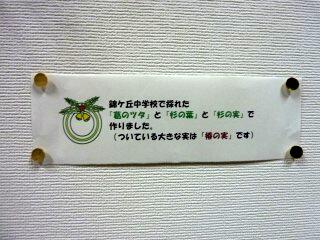 錦ケ丘中学校で採れた
「葛のツタ」と「杉の葉」と「杉の実」で
作りました。
（ついている大きな実は「椿の実」です）